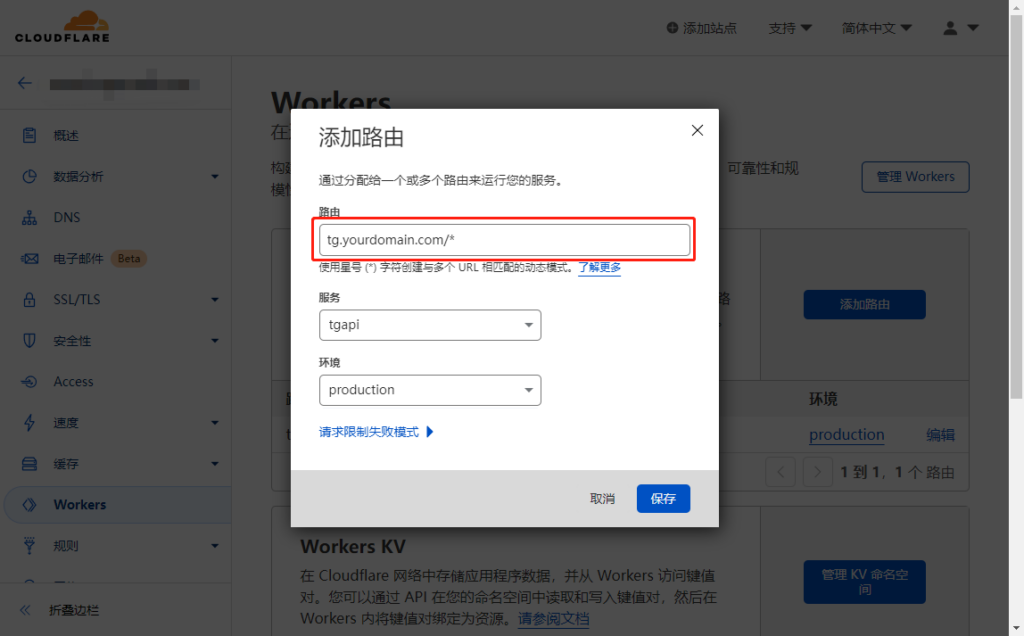 CLOUDFLARE
添加站点
支持
简体中文
概述
数据分析
DNS
电子邮件 Beta
SSL/TLS
安全性
Access
速度
缓存
Workers
规则
折叠边栏
Workers
在
构建
模性
可靠性和规
管理 Workers
添加路由
通过分配给一个或多个路由来运行您的服务。
路由
tg.yourdomain.com/*
使用星号 (*) 字符创建与多个 URL 相匹配的动态模式。了解更多
服务
tgapi
环境
production
请求限制失败模式
取消
保存
路
添加路由
环境
production
编辑
1 到 1，1 个 路由
Workers KV
在 Cloudflare 网络中存储应用程序数据，并从 Workers 访问键值
对。您可以通过 API 在您的命名空间中读取和写入键值对，然后在
Workers 内将键值对绑定为资源。请参阅文档
管理 KV 命名空
间